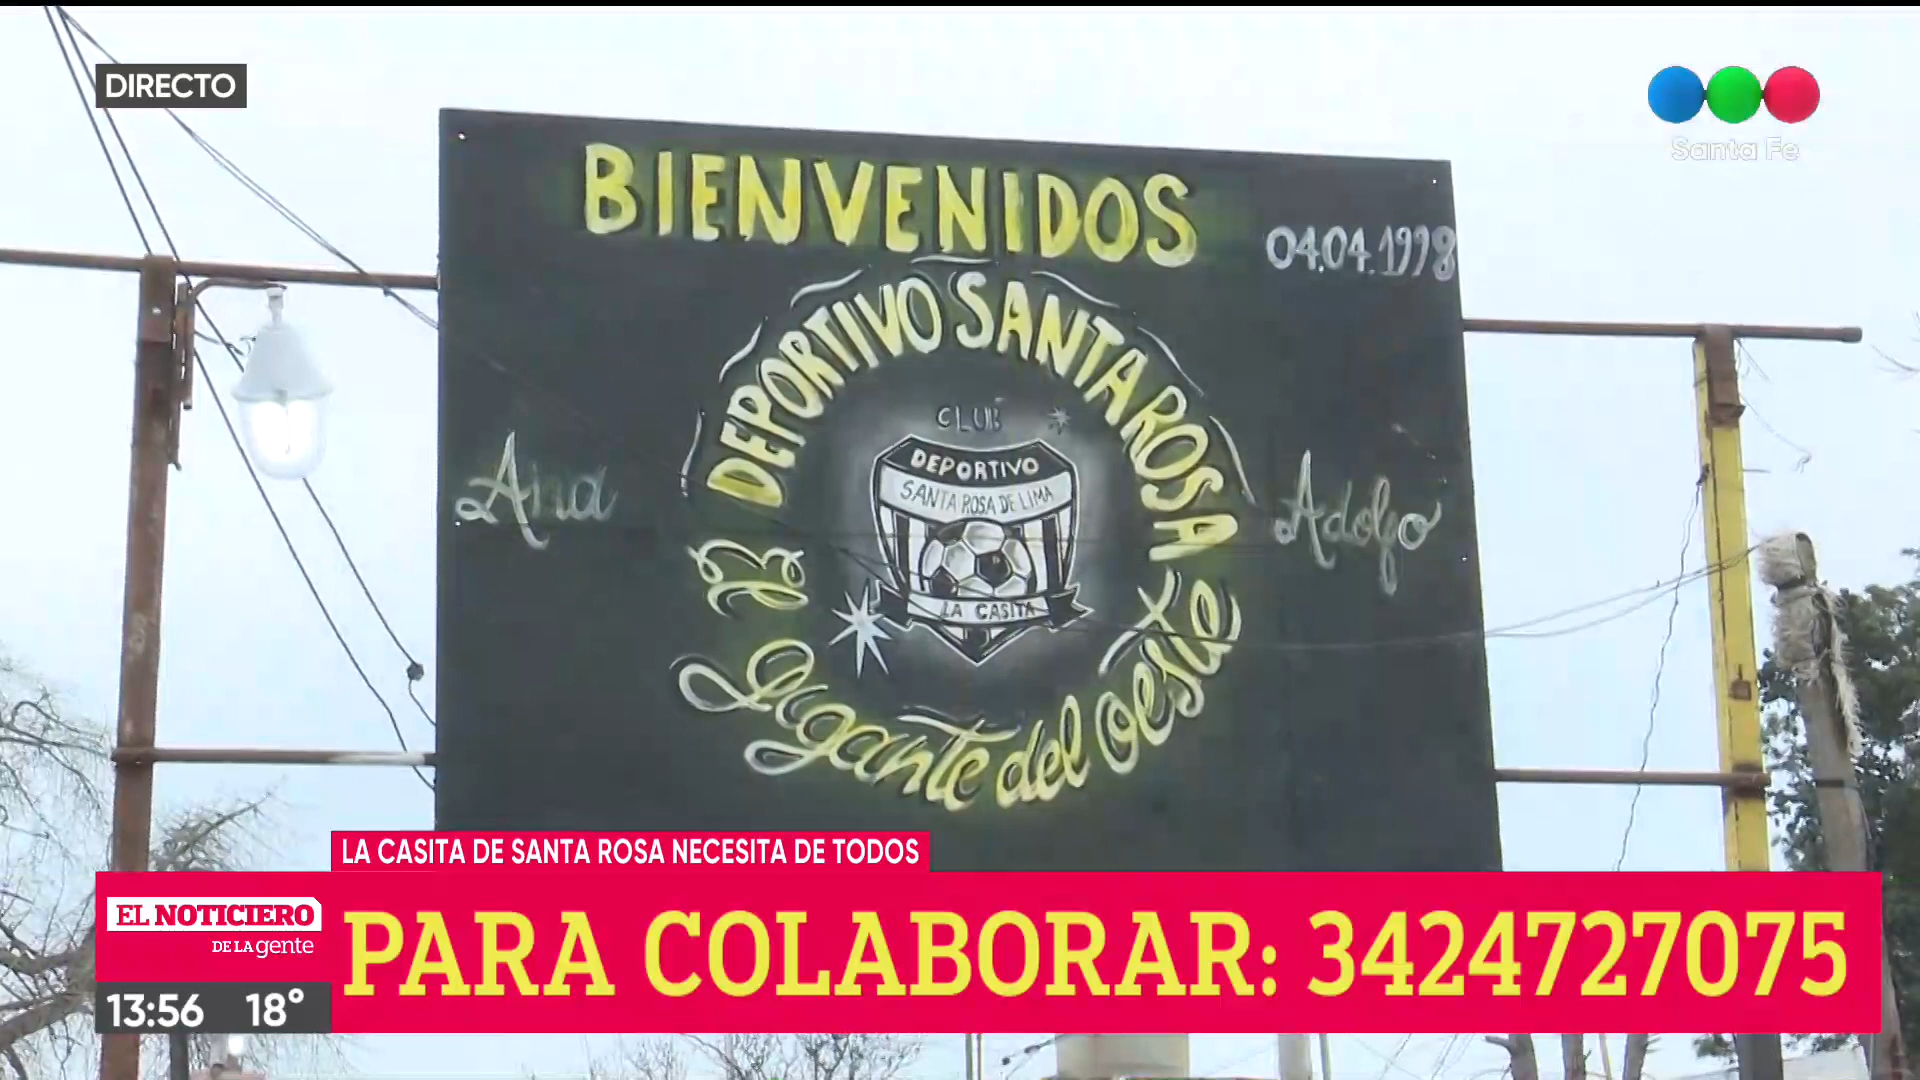 DIRECTO
Santa Fe
BIENVENIDOS
04.04.1998
DEPORTIVO SANTA ROSA
CLUB
DEPORTIVO
SANTA ROSA DE LIMA
LA CASITA
Ana
Adolfo
El
gigante del oeste
LA CASITA DE SANTA ROSA NECESITA DE TODOS
EL NOTICIERO
DE LA gente
PARA COLABORAR: 3424727075
13:56 18°